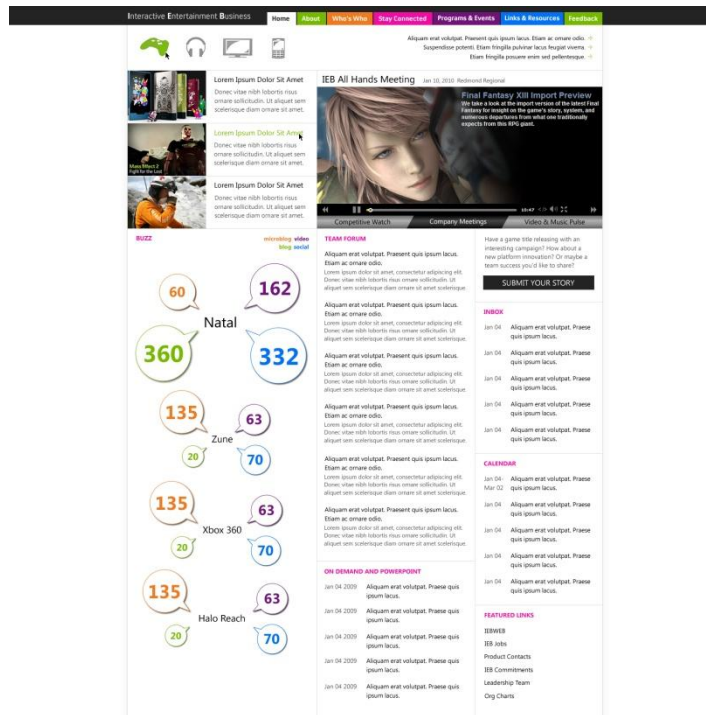 Interactive Entertainment Business
Home
About
Who's Who
Stay Connected
Programs & Events
Links & Resources
Feedback
Aliquam erat volutpat. Praesent quis ipsum lacus. Etiam ac ornare odio.
Suspendisse potenti. Etiam fringilla pulvinar lacus feugiat viverra.
Etiam fringilla posuere enim sed pellentesque.
Lorem Ipsum Dolor Sit Amet
Donec vitae nibh lobortis risus
ornare sollicitudin. Ut aliquet sem
scelerisque diam ornare sit amet.
Mass Effect 2
Fight for the Lost
Lorem Ipsum Dolor Sit Amet
Donec vitae nibh lobortis risus
ornare sollicitudin. Ut aliquet sem
scelerisque diam ornare sit amet.
Lorem Ipsum Dolor Sit Amet
Donec vitae nibh lobortis risus
ornare sollicitudin. Ut aliquet sem
scelerisque diam ornare sit amet.
IEB All Hands Meeting
Jan 10, 2010 Redmond Regional
Final Fantasy XIII Import Preview
We take a look at the import version of the latest Final
Fantasy for insight on the game's story, system, and
numerous departures from what one traditionally
expects from this RPG giant.
10:47
Competitive Watch
Company Meetings
Video & Music Pulse
BUZZ
microblog video
blog social
60
162
Natal
360
332
135
63
Zune
20
70
135
63
Xbox 360
20
70
135
63
Halo Reach
20
70
TEAM FORUM
Aliquam erat volutpat. Praesent quis ipsum lacus.
Etiam ac ornare odio.
Lorem ipsum dolor sit amet, consectetur adipiscing elit.
Donec vitae nibh lobortis risus ornare sollicitudin. Ut
aliquet sem scelerisque diam ornare sit amet scelerisque.
Aliquam erat volutpat. Praesent quis ipsum lacus.
Etiam ac ornare odio.
Lorem ipsum dolor sit amet, consectetur adipiscing elit.
Donec vitae nibh lobortis risus ornare sollicitudin. Ut
aliquet sem scelerisque diam ornare sit amet scelerisque.
Aliquam erat volutpat. Praesent quis ipsum lacus.
Etiam ac ornare odio.
Lorem ipsum dolor sit amet, consectetur adipiscing elit.
Donec vitae nibh lobortis risus ornare sollicitudin. Ut
aliquet sem scelerisque diam ornare sit amet scelerisque.
Aliquam erat volutpat. Praesent quis ipsum lacus.
Etiam ac ornare odio.
Lorem ipsum dolor sit amet, consectetur adipiscing elit.
Donec vitae nibh lobortis risus ornare sollicitudin. Ut
aliquet sem scelerisque diam ornare sit amet scelerisque.
Aliquam erat volutpat. Praesent quis ipsum lacus.
Etiam ac ornare odio.
Lorem ipsum dolor sit amet, consectetur adipiscing elit.
Donec vitae nibh lobortis risus ornare sollicitudin. Ut
aliquet sem scelerisque diam ornare sit amet scelerisque.
Aliquam erat volutpat. Praesent quis ipsum lacus.
Etiam ac ornare odio.
Lorem ipsum dolor sit amet, consectetur adipiscing elit.
Donec vitae nibh lobortis risus ornare sollicitudin. Ut
aliquet sem scelerisque diam ornare sit amet scelerisque.
ON DEMAND AND POWERPOINT
Jan 04 2009 Aliquam erat volutpat. Praese quis
ipsum lacus.
Jan 04 2009 Aliquam erat volutpat. Praese quis
ipsum lacus.
Jan 04 2009 Aliquam erat volutpat. Praese quis
ipsum lacus.
Jan 04 2009 Aliquam erat volutpat. Praese quis
ipsum lacus.
Jan 04 2009 Aliquam erat volutpat. Praese quis
ipsum lacus.
Have a game title releasing with an
interesting campaign? How about a
new platform innovation? Or maybe a
team success you'd like to share?
SUBMIT YOUR STORY
INBOX
Jan 04 Aliquam erat volutpat. Praese
quis ipsum lacus.
Jan 04 Aliquam erat volutpat. Praese
quis ipsum lacus.
Jan 04 Aliquam erat volutpat. Praese
quis ipsum lacus.
Jan 04 Aliquam erat volutpat. Praese
quis ipsum lacus.
Jan 04 Aliquam erat volutpat. Praese
quis ipsum lacus.
CALENDAR
Jan 04- Aliquam erat volutpat. Praese
Mar 02 quis ipsum lacus.
Jan 04 Aliquam erat volutpat. Praese
quis ipsum lacus.
Jan 04 Aliquam erat volutpat. Praese
quis ipsum lacus.
Jan 04 Aliquam erat volutpat. Praese
quis ipsum lacus.
Jan 04 Aliquam erat volutpat. Praese
quis ipsum lacus.
FEATURED LINKS
IEBWEB
IEB Jobs
Product Contacts
IEB Commitments
Leadership Team
Org Charts